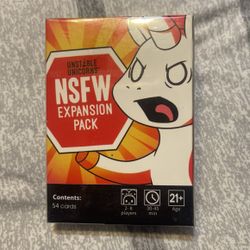 UNSTABLE
UNICORNS
NSFW
EXPANSION
PACK
Contents:
54 cards
2-8
players
30-45
min
21+
Age